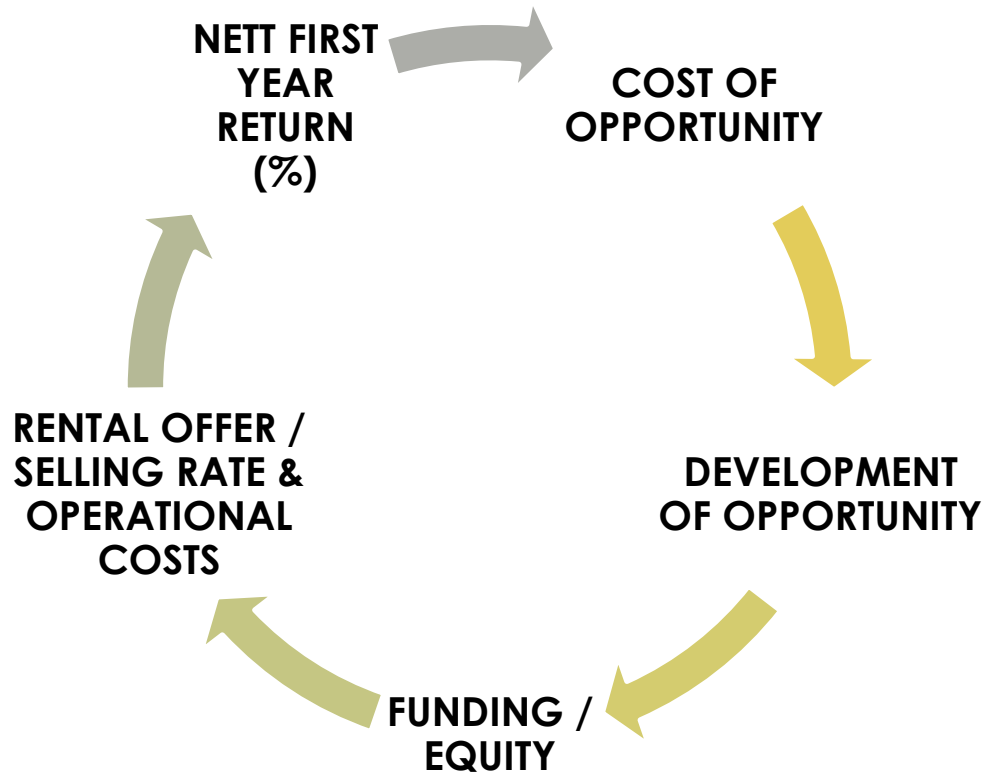 NETT FIRST
YEAR
RETURN
(%)
COST OF
OPPORTUNITY
DEVELOPMENT
OF OPPORTUNITY
FUNDING /
EQUITY
RENTAL OFFER /
SELLING RATE &
OPERATIONAL
COSTS